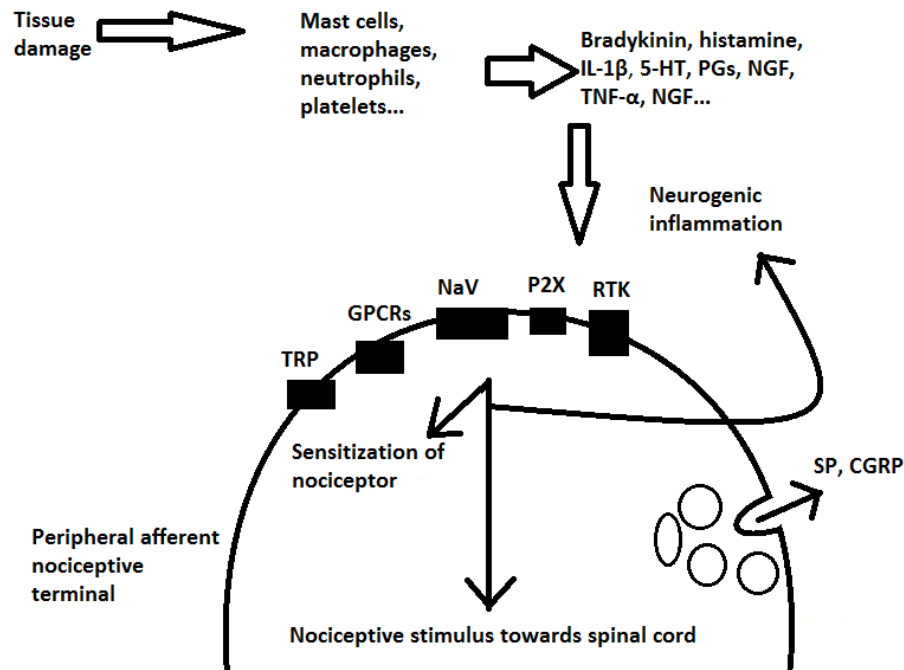 Tissue
damage
Mast cells,
macrophages,
neutrophils,
platelets...
Bradykinin, histamine,
IL-1β, 5-HT, PGs, NGF,
TNF-α, NGF...
Neurogenic
inflammation
NaV
P2X
RTK
GPCRs
TRP
Sensitization of
nociceptor
SP, CGRP
Peripheral afferent
nociceptive
terminal
Nociceptive stimulus towards spinal cord